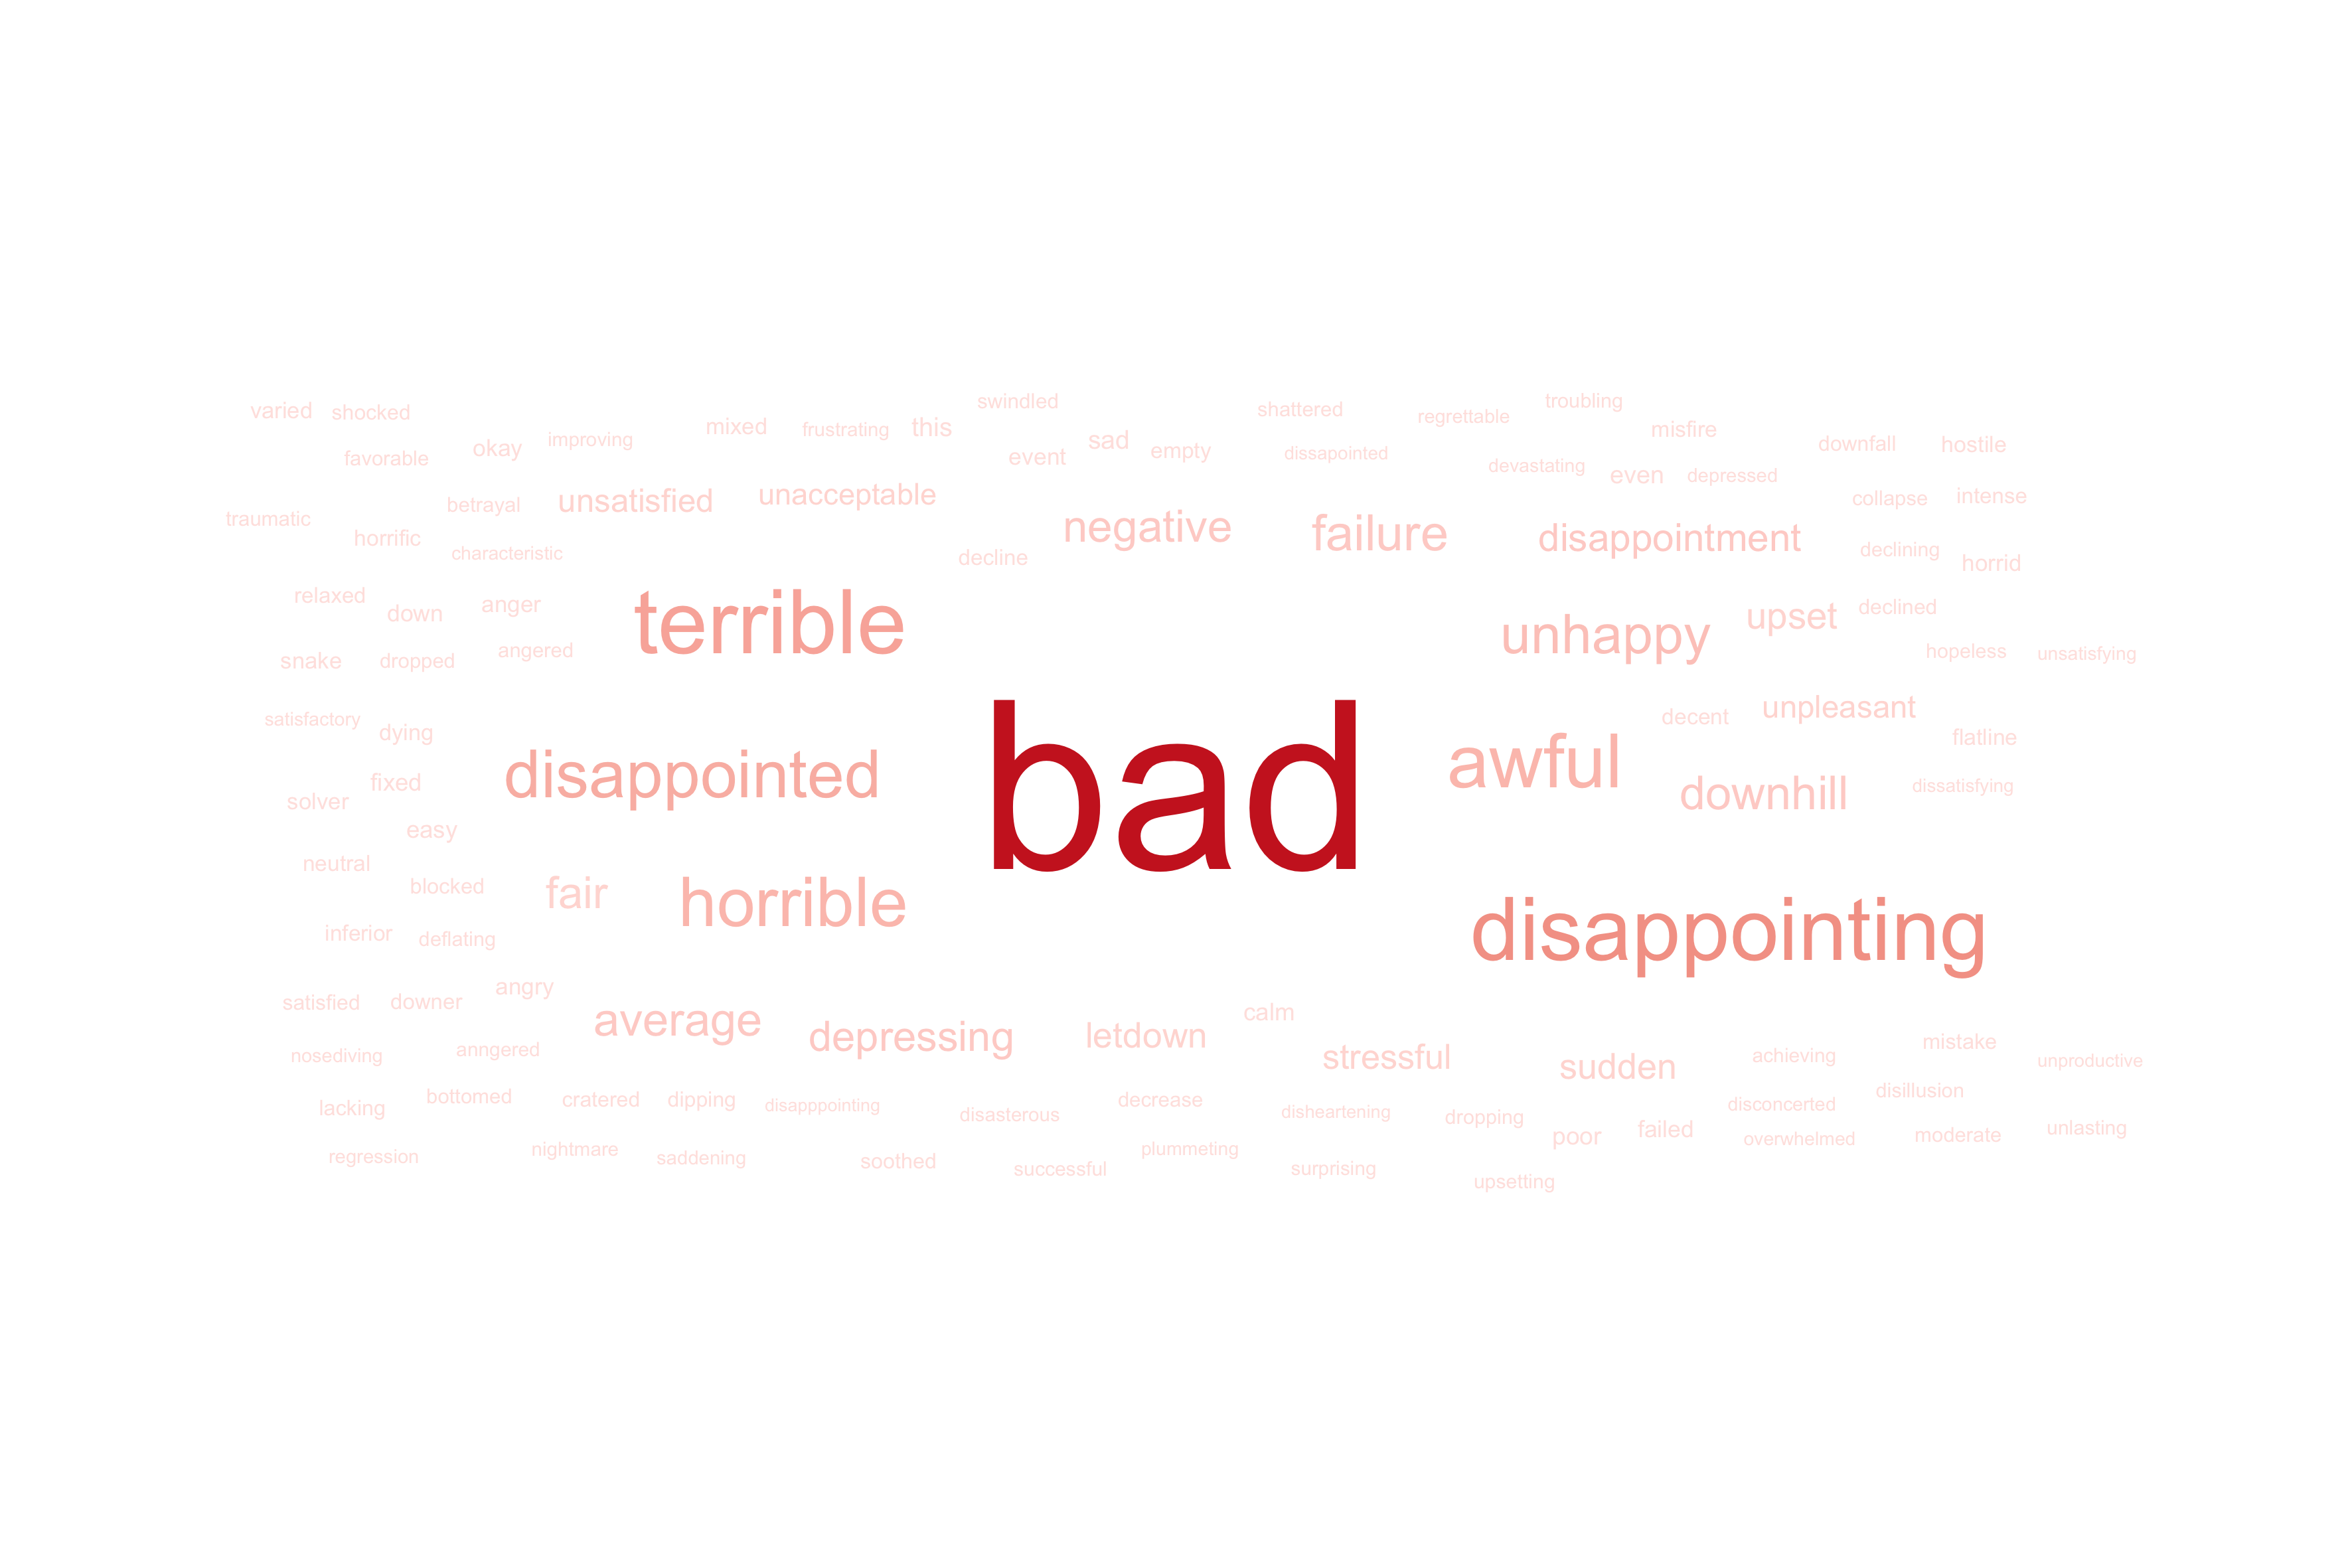 swindled
troubling
varied
shocked
shattered
regrettable
mixed
frustrating
this
misfire
okay
improving
sad
empty
downfall
hostile
favorable
event
dissapointed
devastating
even
depressed
betrayal
unsatisfied
unacceptable
collapse
intense
traumatic
horrific
characteristic
negative
failure
disappointment
decline
declining
horrid
relaxed
down
anger
terrible
unhappy
upset
declined
snake
dropped
angered
hopeless
unsatisfying
satisfactory
dying
decent
unpleasant
flatline
fixed
solver
disappointed
bad
awful
downhill
dissatisfying
easy
neutral
blocked
fair
horrible
inferior
deflating
disappointing
satisfied
downer
angry
average
depressing
letdown
calm
stressful
sudden
achieving
mistake
unproductive
nosediving
anngered
lacking
bottomed
cratered
dipping
disapppointing
disasterous
decrease
disheartening
dropping
disconcerted
disillusion
poor
failed
overwhelmed
moderate
unlasting
regression
nightmare
saddening
soothed
successful
plummeting
surprising
upsetting